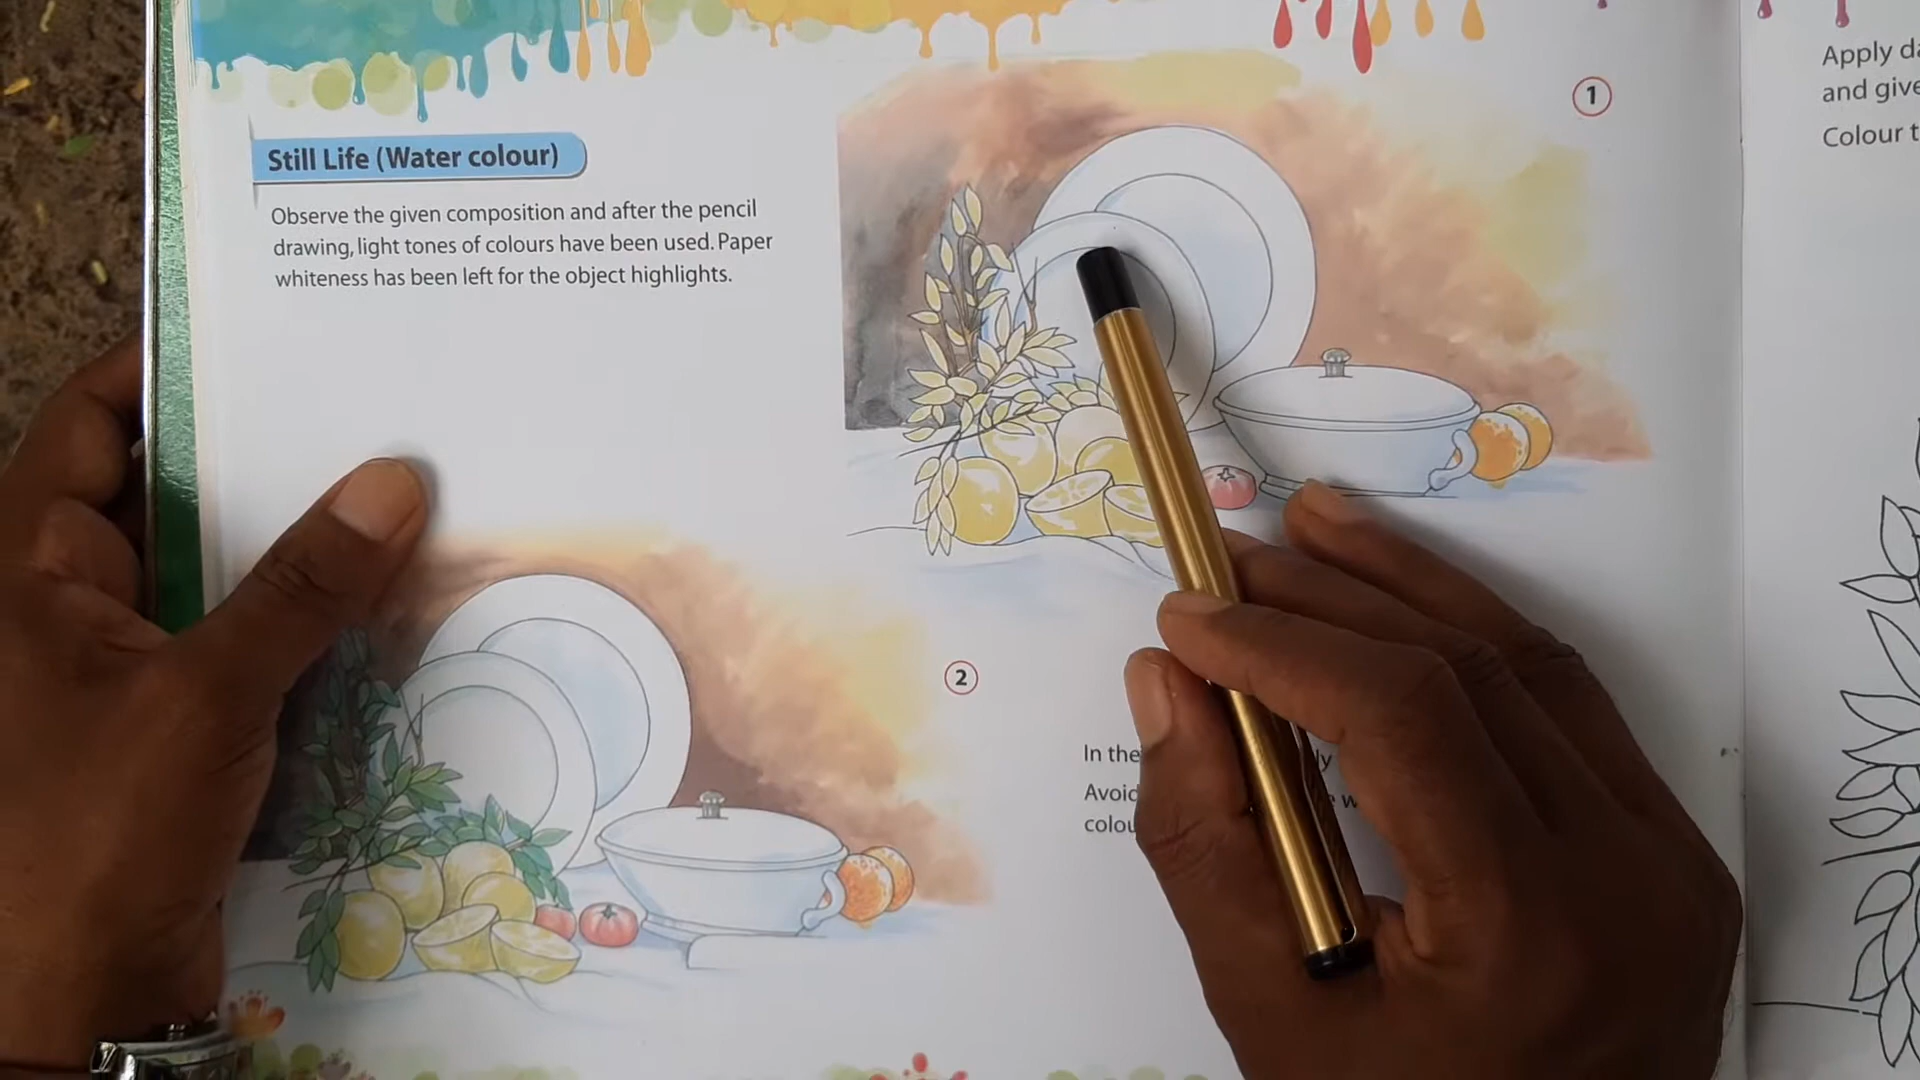 Still Life (Water colour)
Observe the given composition and after the pencil
drawing, light tones of colours have been used. Paper
whiteness has been left for the object highlights.
1
2
In the
Avoid
Apply
and give
Colour